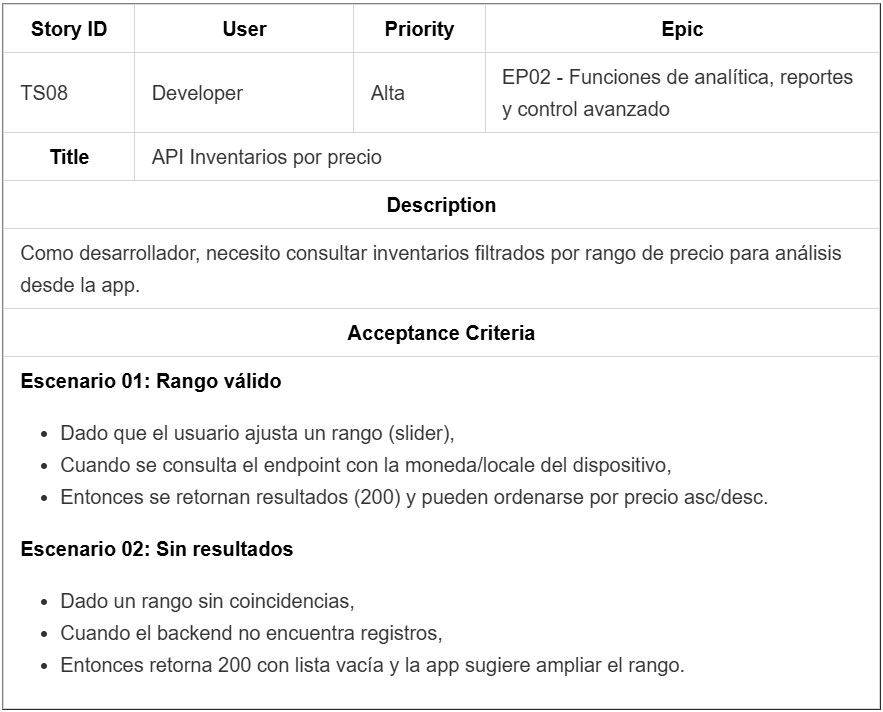 Story ID User Priority Epic
TS08 Developer Alta EP02 - Funciones de analítica, reportes
y control avanzado
Title API Inventarios por precio
Description
Como desarrollador, necesito consultar inventarios filtrados por rango de precio para análisis
desde la app.
Acceptance Criteria
Escenario 01: Rango válido
• Dado que el usuario ajusta un rango (slider),
• Cuando se consulta el endpoint con la moneda/locale del dispositivo,
• Entonces se retornan resultados (200) y pueden ordenarse por precio asc/desc.
Escenario 02: Sin resultados
• Dado un rango sin coincidencias,
• Cuando el backend no encuentra registros,
• Entonces retorna 200 con lista vacía y la app sugiere ampliar el rango.